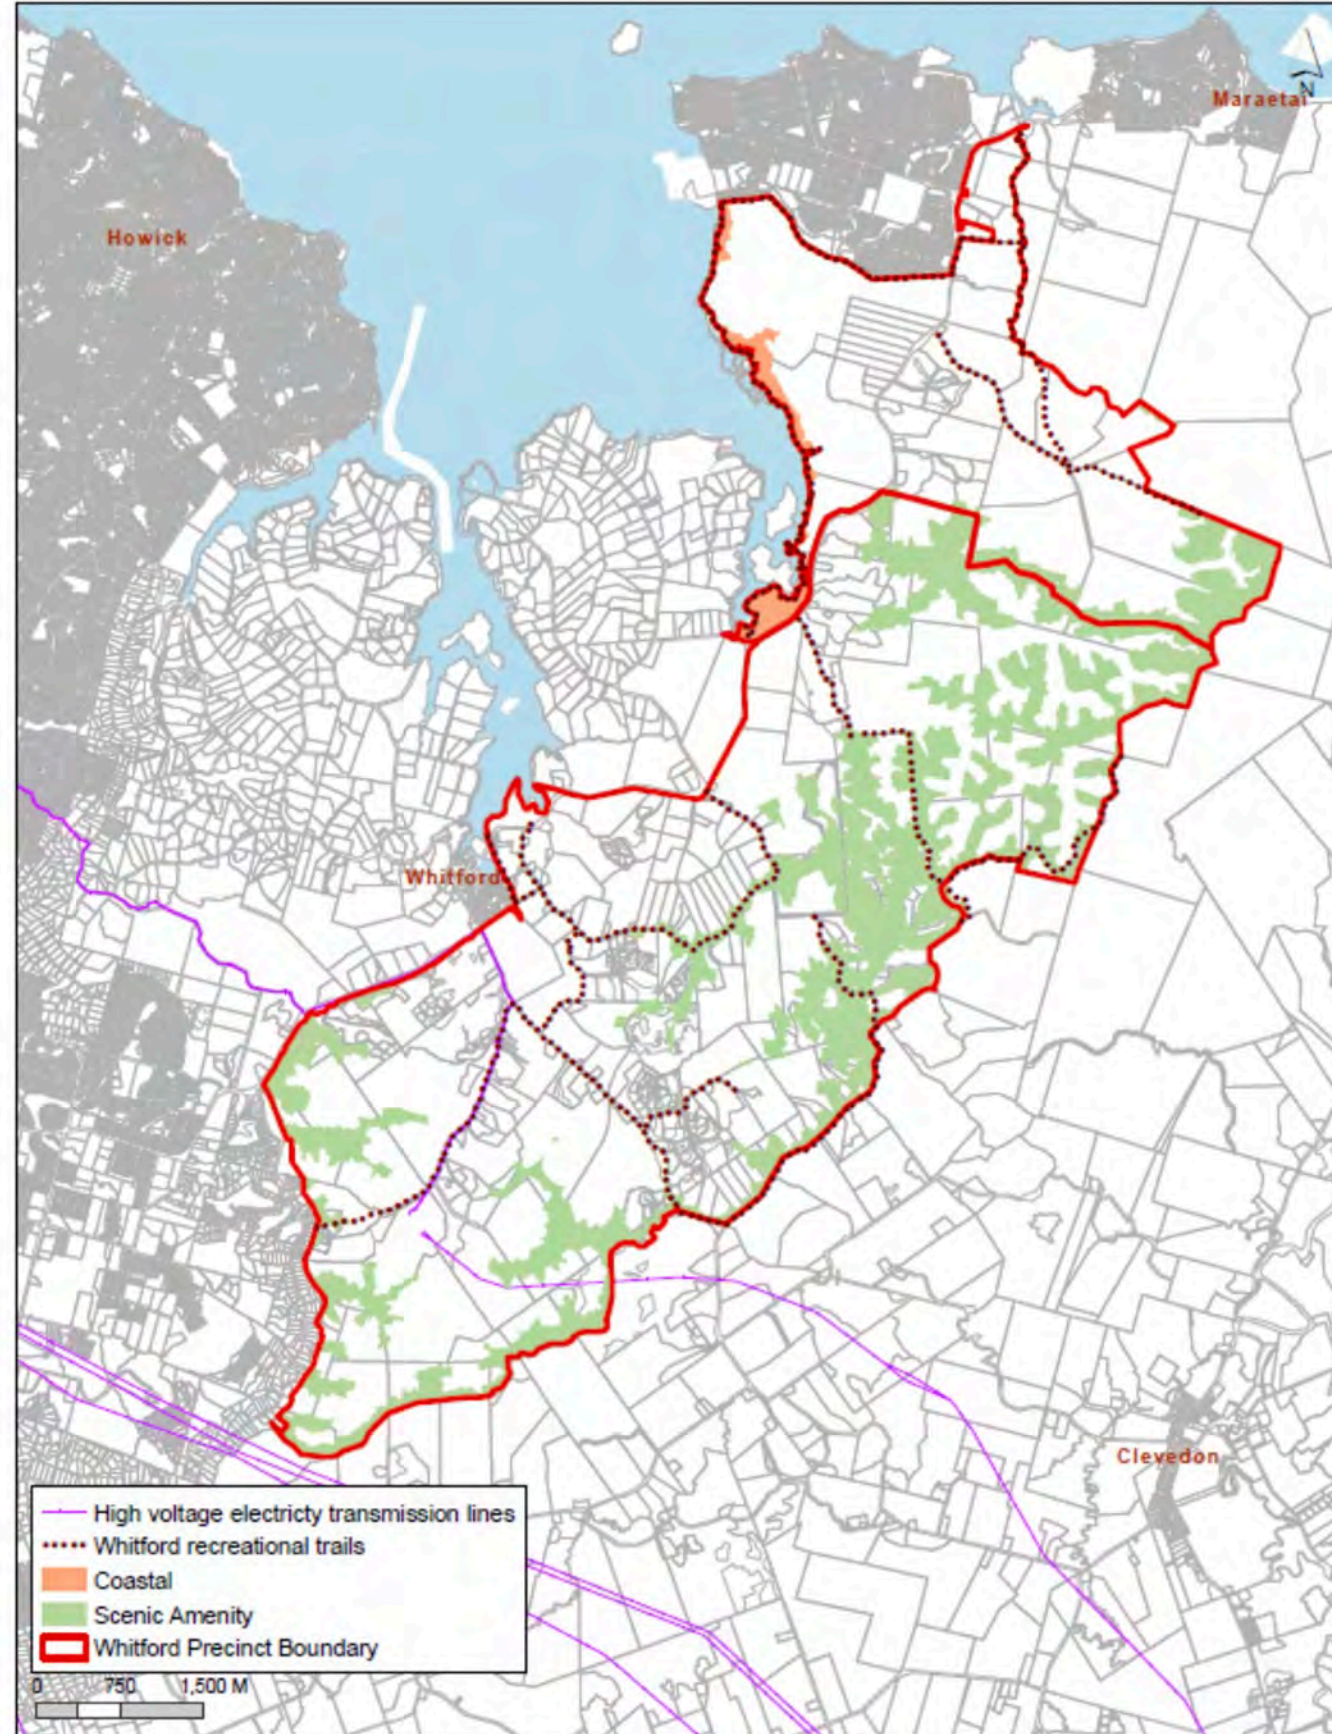 Maraetai
N
Howick
Whitford
Clevedon
High voltage electricty transmission lines
Whitford recreational trails
Coastal
Scenic Amenity
Whitford Precinct Boundary
0 750 1,500 M